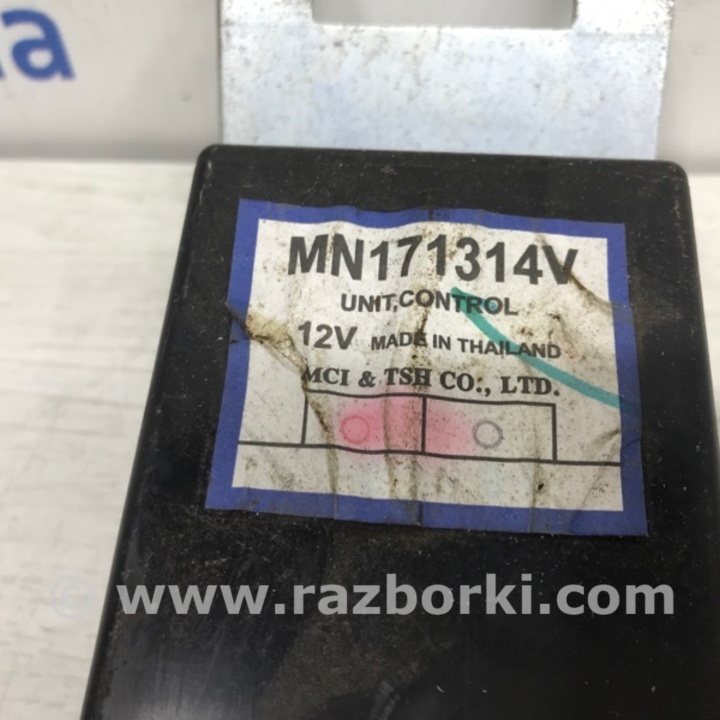 MN171314V
UNIT,CONTROL
12V MADE IN THAILAND
MCI & TSH CO:, LTD.
www.razborki.com